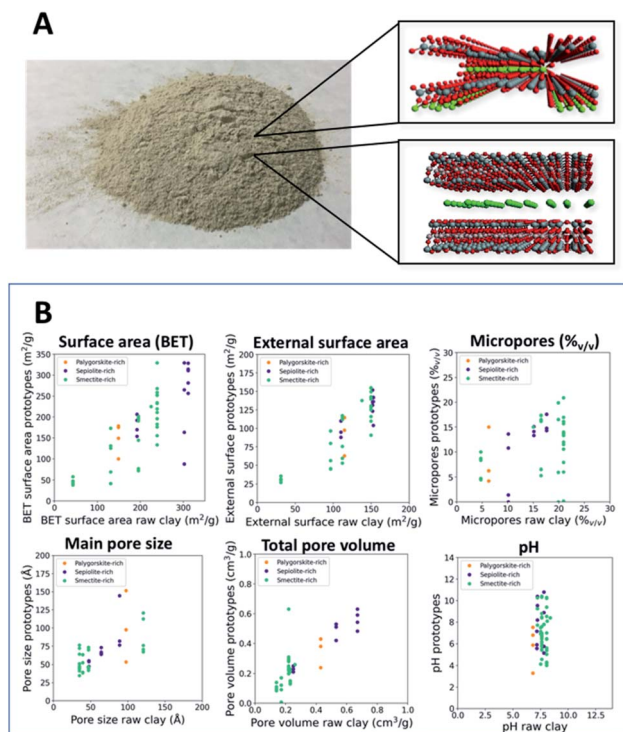 A
B
Surface area (BET)
BET surface area prototypes (m²/g)
350
300
250
200
150
100
50
0
Palygorskite-rich
Sepiolite-rich
Smectite-rich
0 100 200 300
BET surface area raw clay (m²/g)
External surface area
External surface prototypes (m²/g)
250
200
150
100
50
0
Palygorskite-rich
Sepiolite-rich
Smectite-rich
0 50 100 150 200 250
External surface raw clay (m²/g)
Micropores (%v/v)
Micropores prototypes (%v/v)
30
25
20
15
10
5
0
Palygorskite-rich
Sepiolite-rich
Smectite-rich
0 5 10 15 20 25 30
Micropores raw clay (%v/v)
Main pore size
Pore size prototypes (Å)
200
175
150
125
100
75
50
25
0
Palygorskite-rich
Sepiolite-rich
Smectite-rich
0 50 100 150 200
Pore size raw clay (Å)
Total pore volume
Pore volume prototypes (cm³/g)
1.0
0.8
0.6
0.4
0.2
0.0
Palygorskite-rich
Sepiolite-rich
Smectite-rich
0.0 0.2 0.4 0.6 0.8 1.0
Pore volume raw clay (cm³/g)
pH
pH prototypes
14
12
10
8
6
4
2
0
Palygorskite-rich
Sepiolite-rich
Smectite-rich
0.0 2.5 5.0 7.5 10.0 12.5
pH raw clay